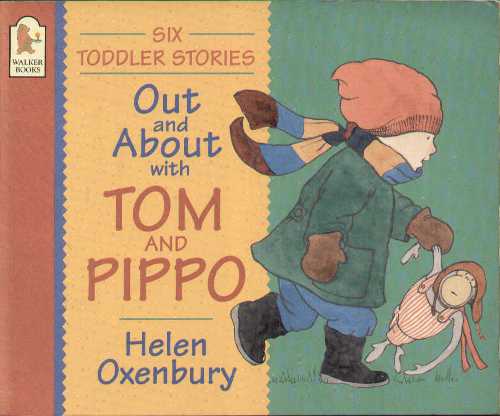 WALKER
BOOKS
SIX
TODDLER STORIES
Out
and
About
with
TOM
AND
PIPPO
Helen
Oxenbury